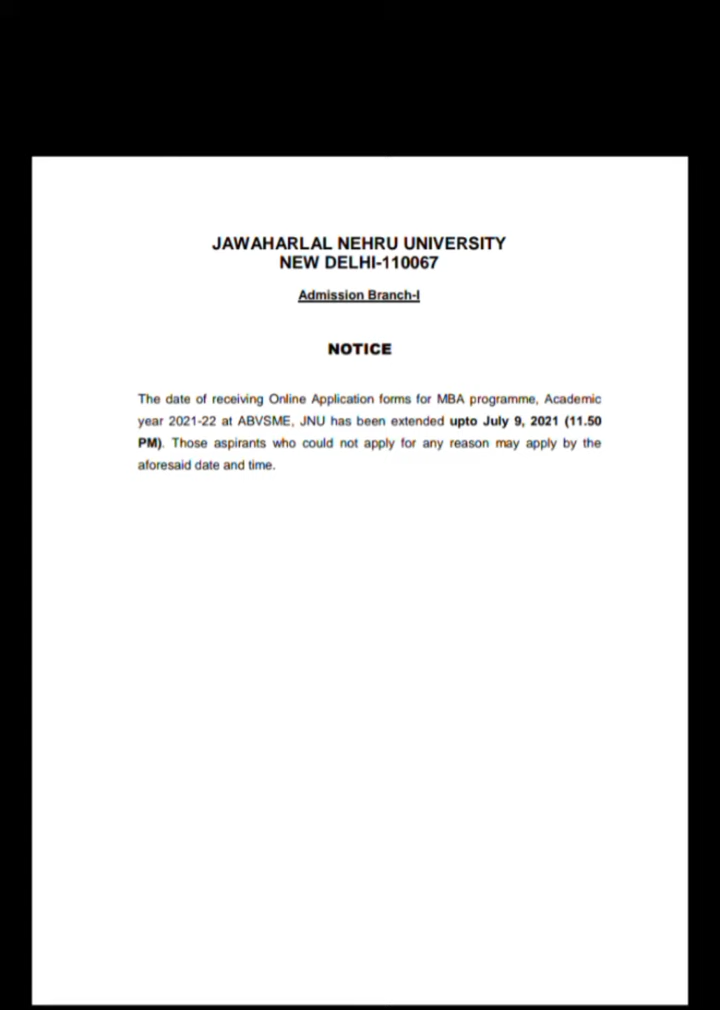 JAWAHARLAL NEHRU UNIVERSITY
NEW DELHI-110067
Admission Branch-I
NOTICE
The date of receiving Online Application forms for MBA programme, Academic
year 2021-22 at ABVSME, JNU has been extended upto July 9, 2021 (11.50
PM). Those aspirants who could not apply for any reason may apply by the
aforesaid date and time.